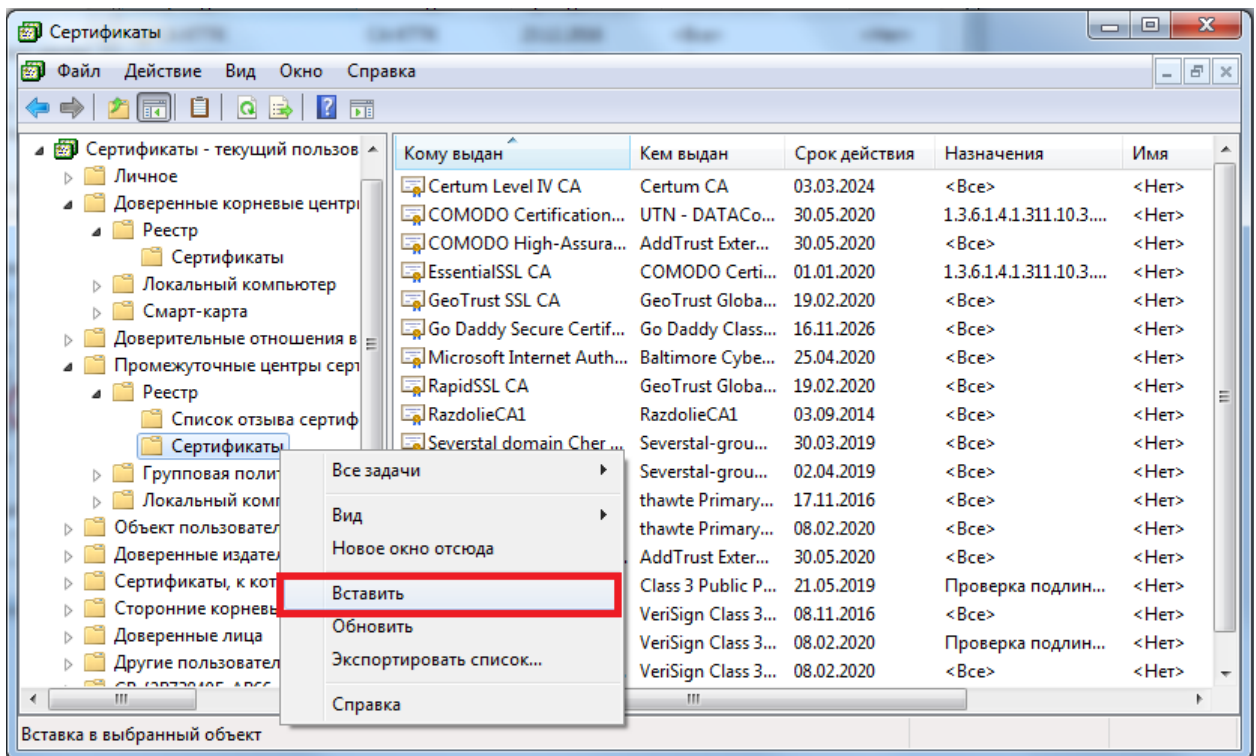 Сертификаты
Файл Действие Вид Окно Справка
Сертификаты - текущий пользов
Личное
Доверенные корневые центры
Реестр
Сертификаты
Локальный компьютер
Смарт-карта
Доверительные отношения в
Промежуточные центры серт
Реестр
Список отзыва сертиф
Сертификаты
Групповая полит
Локальный комп
Объект пользовател
Доверенные издател
Сертификаты, к кот
Сторонние корневы
Доверенные лица
Другие пользовател
Кому выдан Кем выдан Срок действия Назначения Имя
Certum Level IV CA Certum CA 03.03.2024 <Все> <Нет>
COMODO Certification... UTN - DATACo... 30.05.2020 1.3.6.1.4.1.311.10.3.... <Нет>
COMODO High-Assura... AddTrust Exter... 30.05.2020 <Все> <Нет>
EssentialSSL CA COMODO Certi... 01.01.2020 1.3.6.1.4.1.311.10.3.... <Нет>
GeoTrust SSL CA GeoTrust Globa... 19.02.2020 <Все> <Нет>
Go Daddy Secure Certif... Go Daddy Class... 16.11.2026 <Все> <Нет>
Microsoft Internet Auth... Baltimore Cybe... 25.04.2020 <Все> <Нет>
RapidSSL CA GeoTrust Globa... 19.02.2020 <Все> <Нет>
RazdolieCA1 RazdolieCA1 03.09.2014 <Все> <Нет>
Severstal domain Cher ... Severstal-grou... 30.03.2019 <Все> <Нет>
Severstal-grou... 02.04.2019 <Все> <Нет>
thawte Primary... 17.11.2016 <Все> <Нет>
thawte Primary... 08.02.2020 <Все> <Нет>
AddTrust Exter... 30.05.2020 <Все> <Нет>
Class 3 Public P... 21.05.2019 Проверка подлин... <Нет>
VeriSign Class 3... 08.11.2016 <Все> <Нет>
VeriSign Class 3... 08.02.2020 Проверка подлин... <Нет>
VeriSign Class 3... 08.02.2020 <Все> <Нет>
Все задачи
Вид
Новое окно отсюда
Вставить
Обновить
Экспортировать список...
Справка
Вставка в выбранный объект